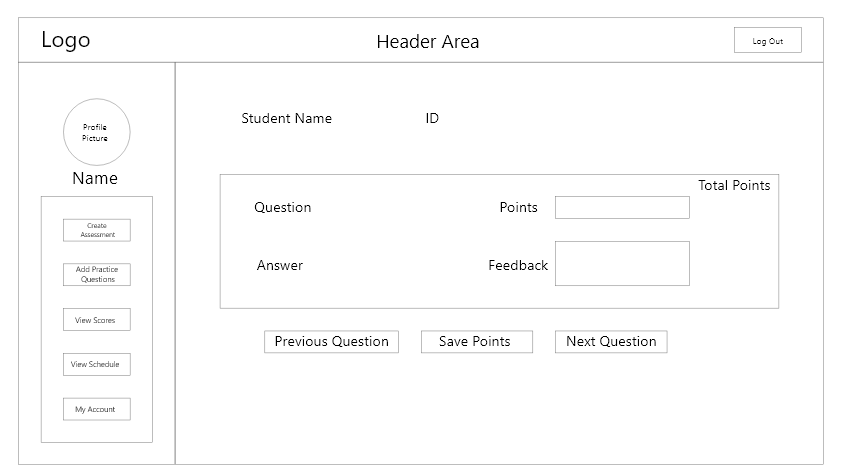 Logo
Header Area
Log Out
Profile
Picture
Name
Create
Assessment
Add Practice
Questions
View Scores
View Schedule
My Account
Student Name
ID
Total Points
Question
Points
Answer
Feedback
Previous Question
Save Points
Next Question